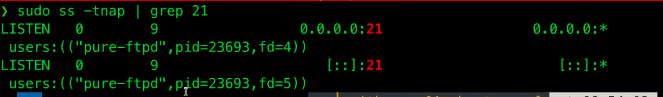 ❯ sudo ss -tnap | grep 21
LISTEN 0 9 0.0.0.0:21 0.0.0.0:*
users:(("pure-ftpd",pid=23693,fd=4))
LISTEN 0 9 [::]:21 [::]:*
users:(("pure-ftpd",pid=23693,fd=5))